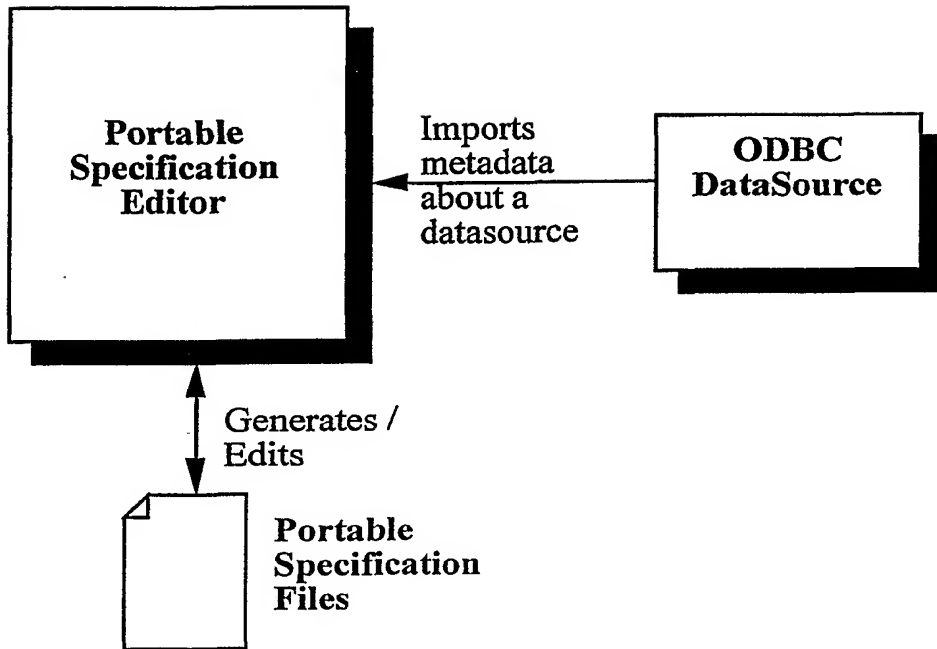 Portable
Specification
Editor
Imports
metadata
about a
datasource
ODBC
DataSource
Generates /
Edits
Portable
Specification
Files